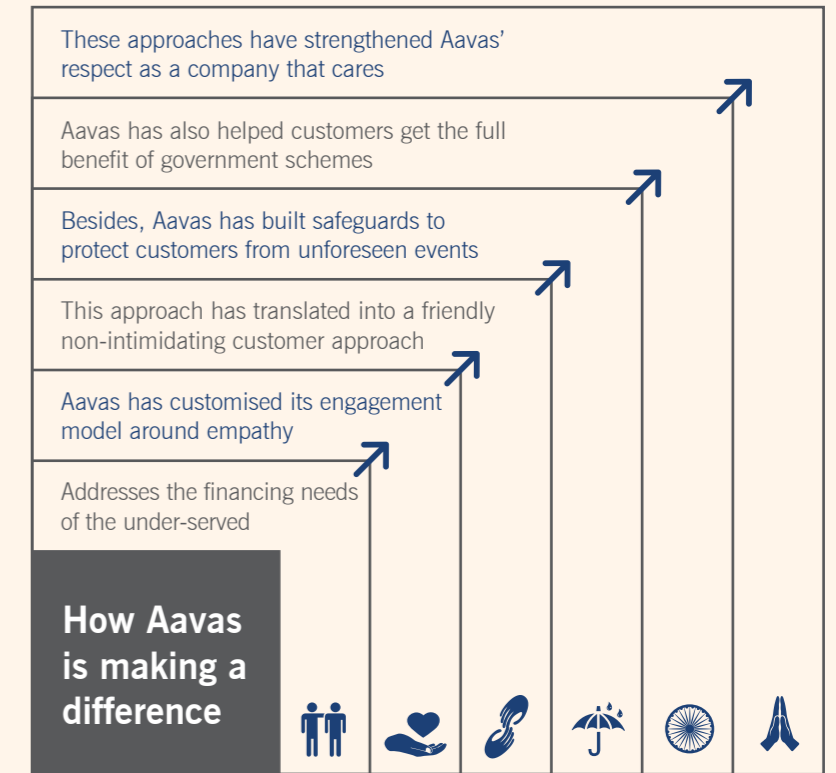 These approaches have strengthened Aavas’
respect as a company that cares
Aavas has also helped customers get the full
benefit of government schemes
Besides, Aavas has built safeguards to
protect customers from unforeseen events
This approach has translated into a friendly
non-intimidating customer approach
Aavas has customised its engagement
model around empathy
Addresses the financing needs
of the under-served
How Aavas
is making a
difference